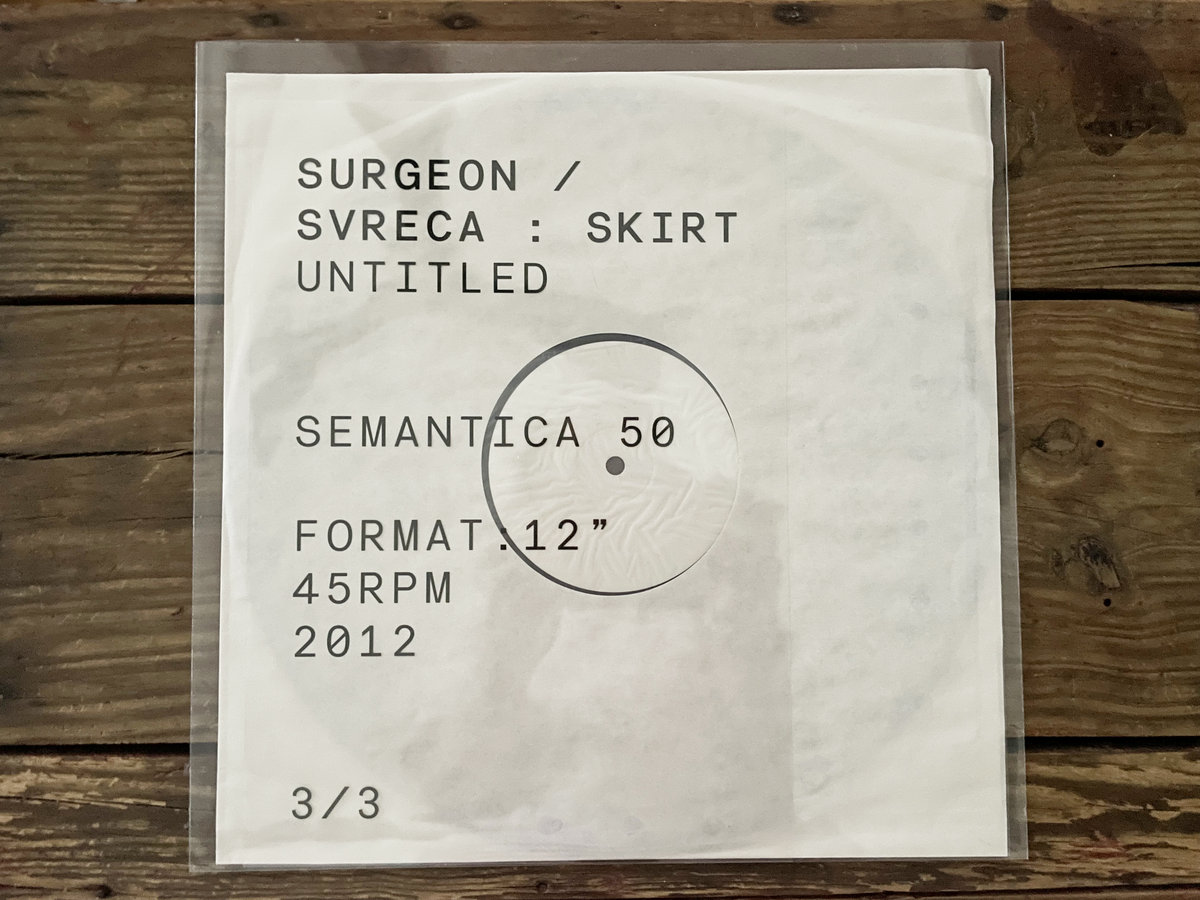 SURGEON /
SVRECA : SKIRT
UNTITLED
SEMANTICA 50
FORMAT:12”
45RPM
2012
3/3